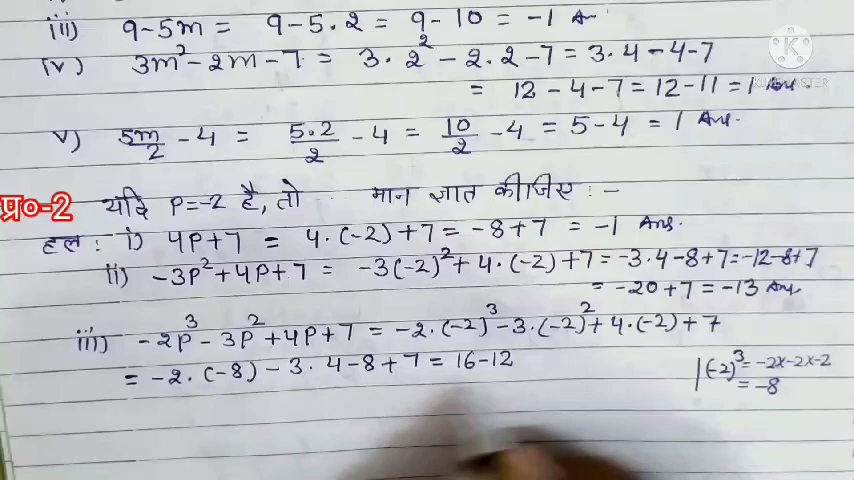 iii) 9-5m = 9-5.2 = 9-10 = -1 Ans
iv) 3m²-2m-7 = 3.2²-2.2-7 = 3.4-4-7
= 12-4-7 = 12-11 = 1 Ans.
v) 5m/2 - 4 = 5.2/2 - 4 = 10/2 - 4 = 5-4 = 1 Ans.
प्र०-2 यदि P=-2 है, तो मान ज्ञात कीजिए :-
हल : i) 4P+7 = 4.(-2)+7 = -8+7 = -1 Ans.
ii) -3P²+4P+7 = -3(-2)²+4.(-2)+7 = -3.4-8+7 = -12-8+7
= -20+7 = -13 Ans
iii) -2P³-3P²+4P+7 = -2.(-2)³-3.(-2)²+4.(-2)+7
= -2.(-8)-3.4-8+7 = 16-12
(-2)³ = -2x-2x-2
= -8
K
KINEMASTER